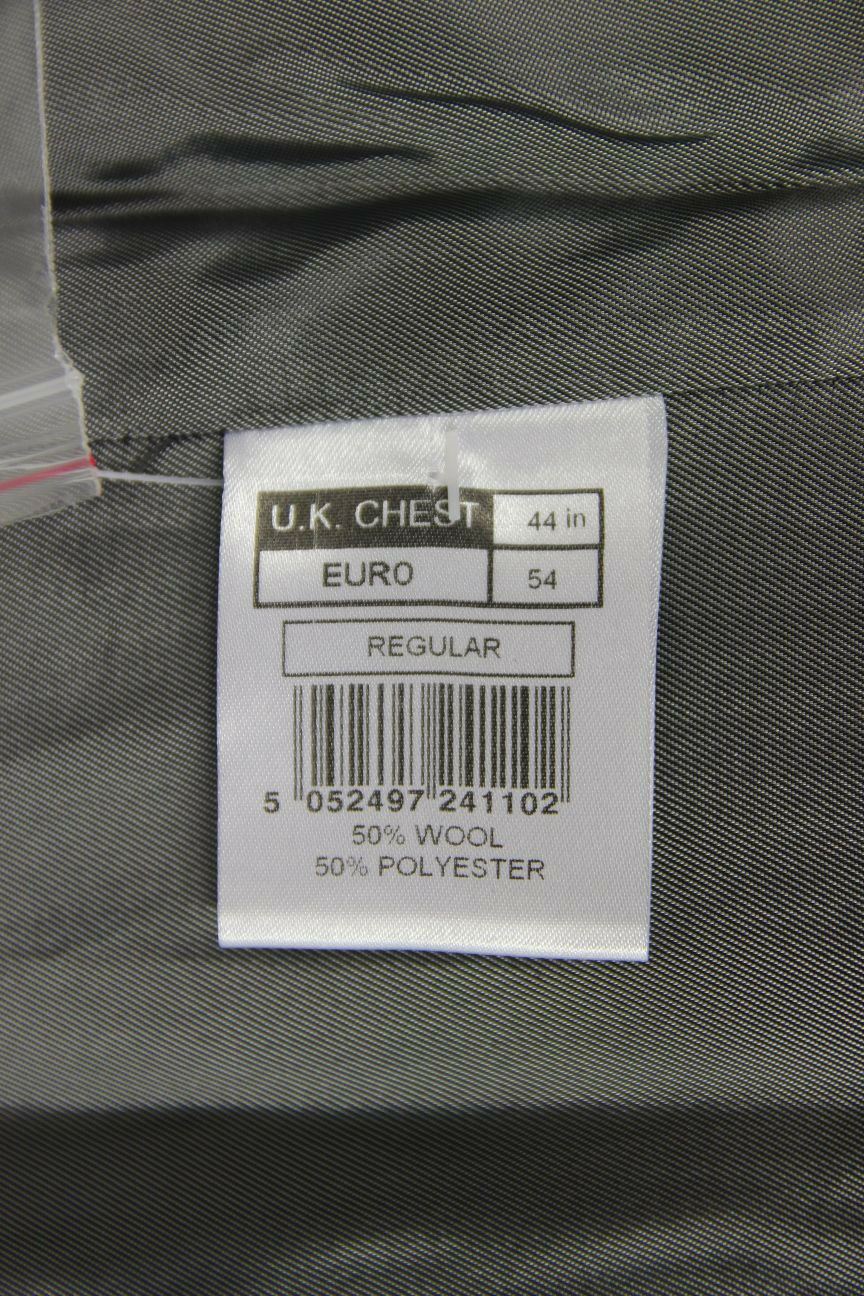 U.K. CHEST 44 in
EURO 54
REGULAR
5 052497 241102
50% WOOL
50% POLYESTER